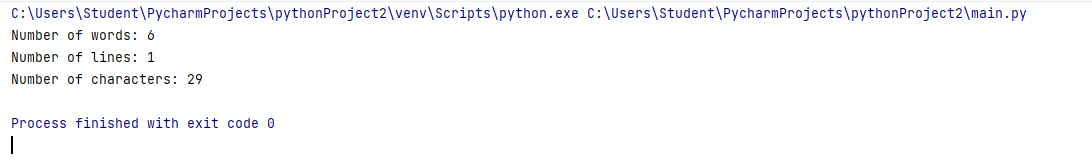 C:\Users\Student\PycharmProjects\pythonProject2\venv\Scripts\python.exe C:\Users\Student\PycharmProjects\pythonProject2\main.py
Number of words: 6
Number of lines: 1
Number of characters: 29
Process finished with exit code 0